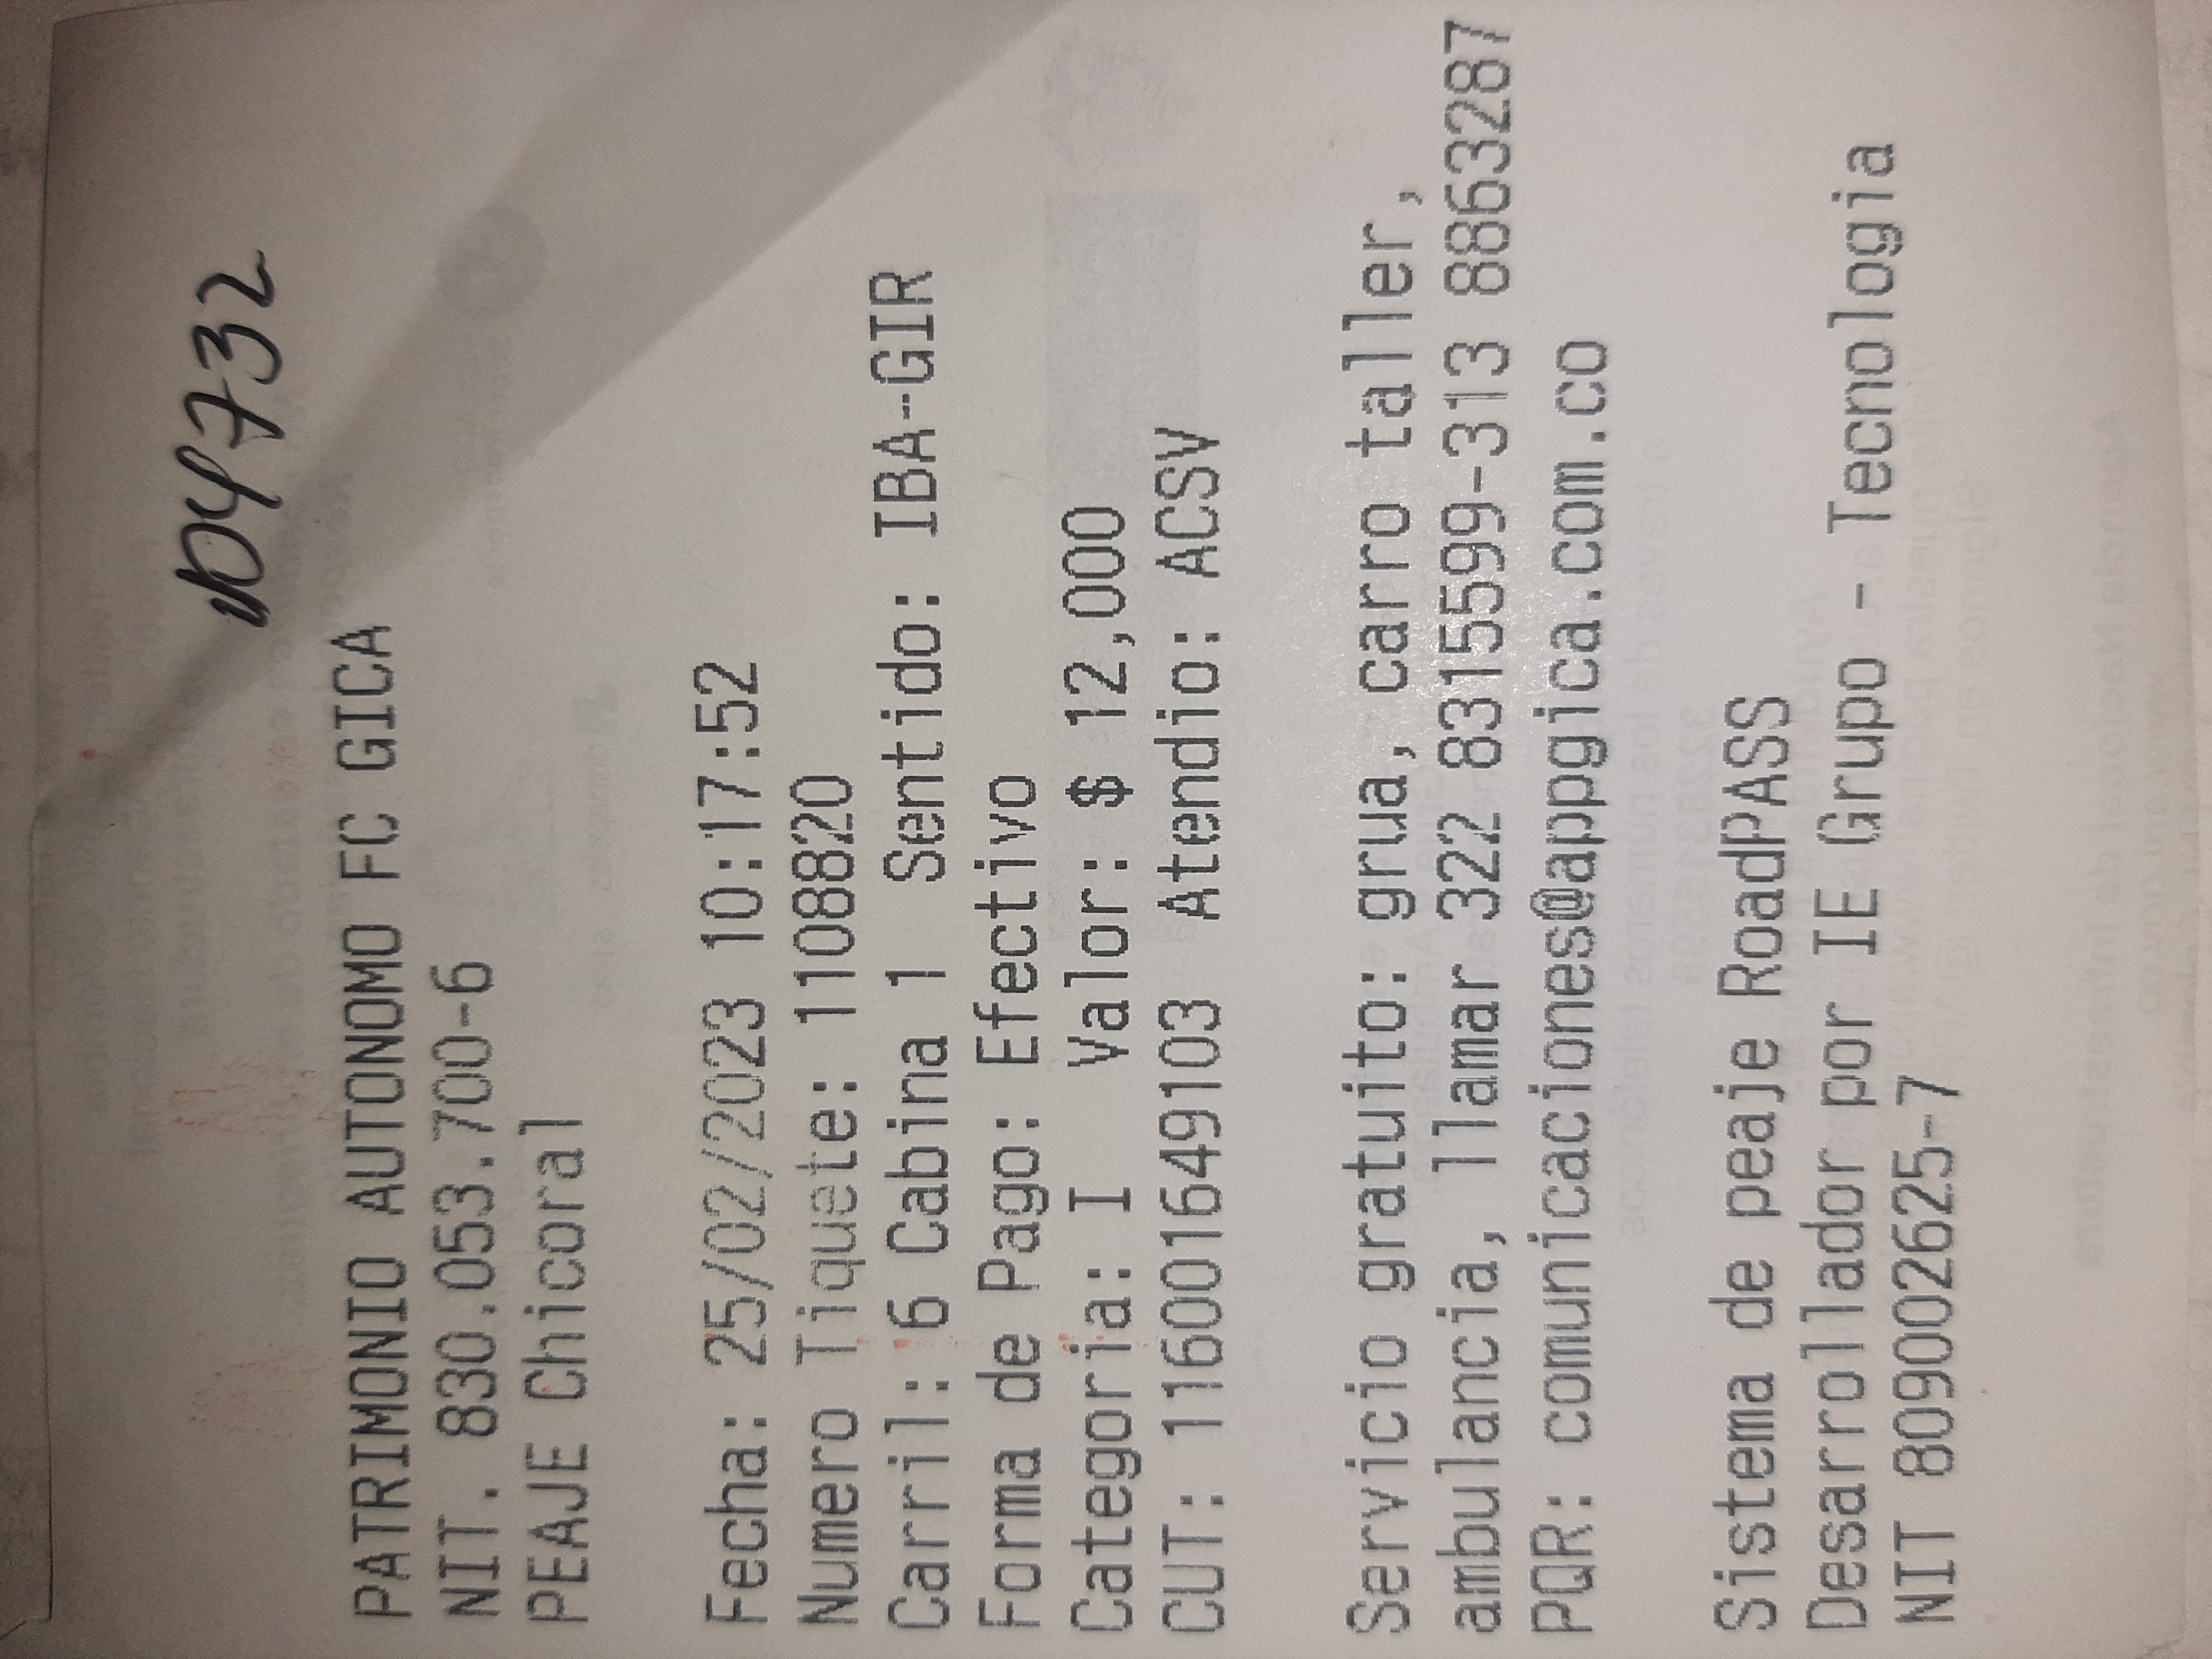 04732
PATRIMONIO AUTONOMO FC GICA
NIT. 830.053.700-6
PEAJE Chicoral
Fecha: 25/02/2023 10:17:52
Numero Tiquete: 1108820
Carril: 6 Cabina 1 Sentido: IBA-GIR
Forma de Pago: Efectivo
Categoria: I Valor: $ 12,000
CUT: 116001649103 Atendio: ACSV
Servicio gratuito: grua, carro taller,
ambulancia, llamar 322 8315599-313 8863287
PQR: comunicaciones@appgica.com.co
Sistema de peaje RoadPASS
Desarrollador por IE Grupo - Tecnologia
NIT 809002625-7